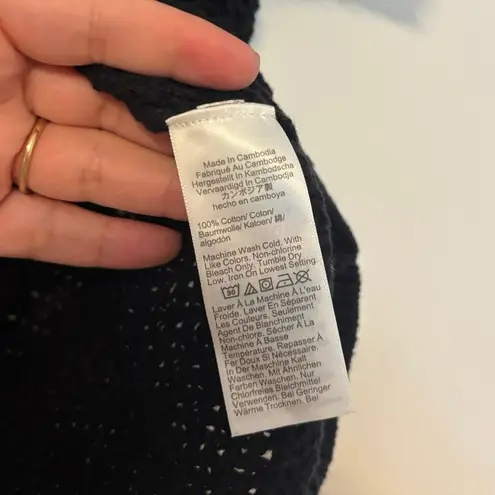 Made In Cambodia
Fabriqué Au Cambodge
Hergestellt In Kambodscha
Vervaardigd In Cambodja
カンボジア製
hecho en camboya
100% Cotton/ Coton/
Baumwolle/ Katoen/ 綿/
algodón
Machine Wash Cold, With
Like Colors. Non-chlorine
Bleach Only. Tumble Dry
Low. Iron On Lowest Setting.
30
Laver À La Machine À L'eau
Froide. Laver En Séparant
Les Couleurs. Seulement
Agent De Blanchiment
Non-chlore. Sécher À La
Machine À Basse
Température. Repasser À
Fer Doux Si Nécessaire.
In Der Maschine Kalt
Waschen. Mit Ähnlichen
Farben Waschen. Nur
Chlorfreies Bleichmittel
Verwenden. Bei Geringer
Wärme Trocknen. Bei